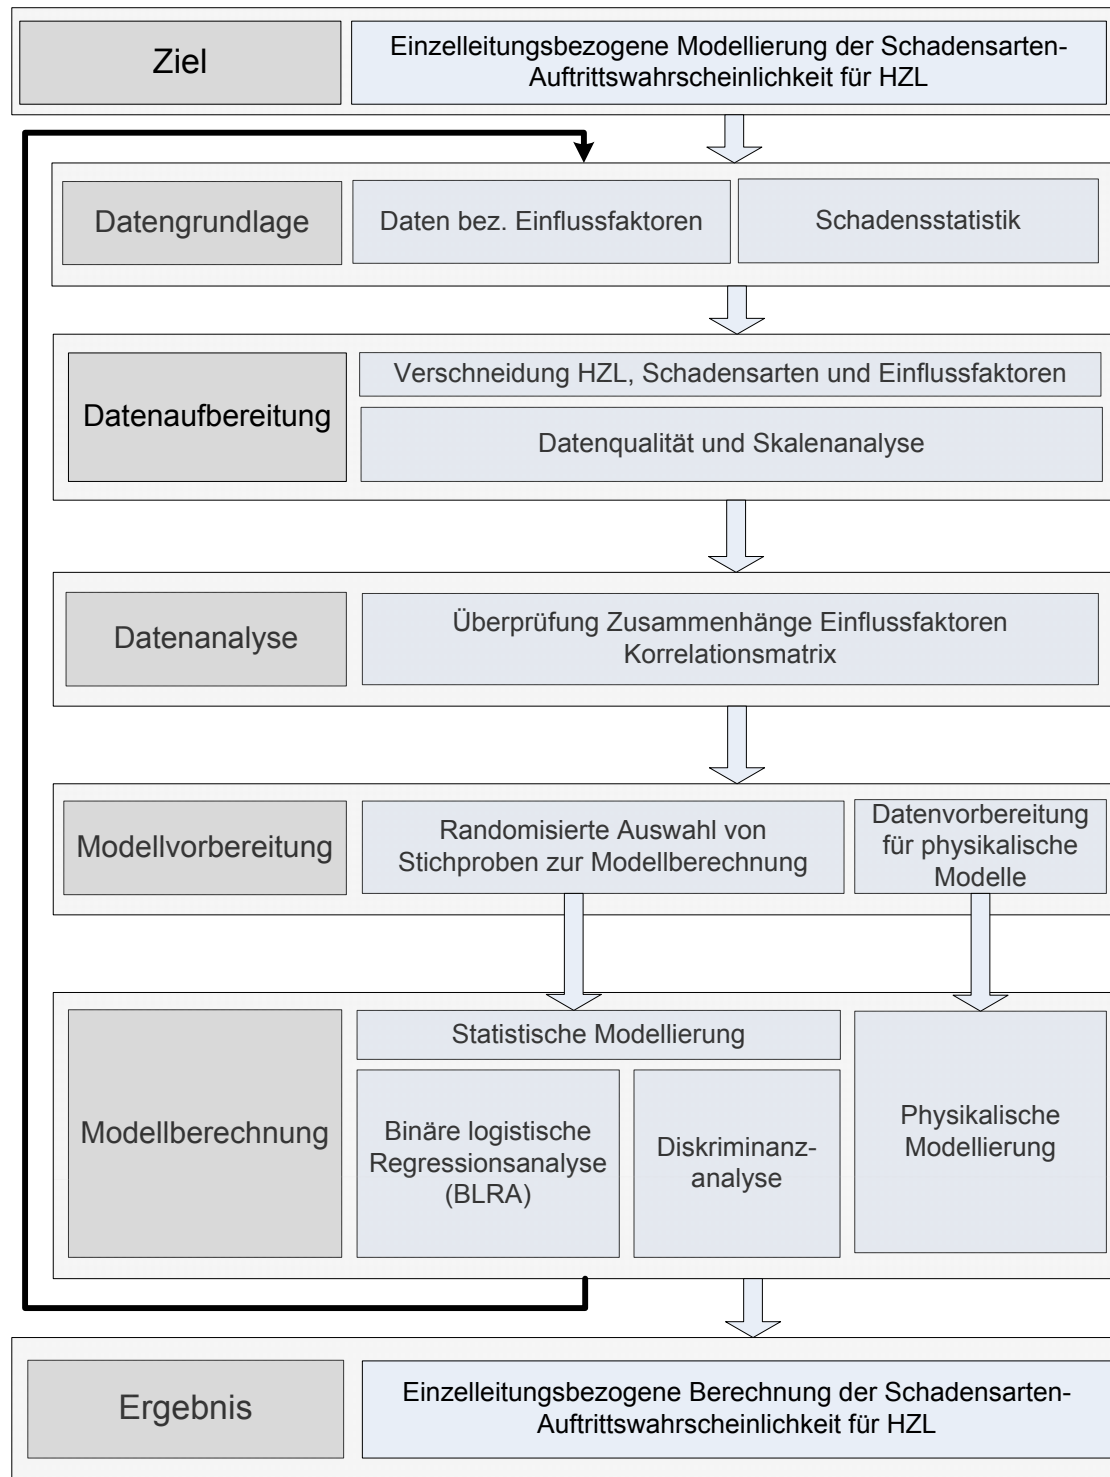 Ziel
Einzelleitungsbezogene Modellierung der Schadensarten-
Auftrittswahrscheinlichkeit für HZL
Datengrundlage
Daten bez. Einflussfaktoren
Schadensstatistik
Datenaufbereitung
Verschneidung HZL, Schadensarten und Einflussfaktoren
Datenqualität und Skalenanalyse
Datenanalyse
Überprüfung Zusammenhänge Einflussfaktoren
Korrelationsmatrix
Modellvorbereitung
Randomisierte Auswahl von
Stichproben zur Modellberechnung
Datenvorbereitung
für physikalische
Modelle
Modellberechnung
Statistische Modellierung
Binäre logistische
Regressionsanalyse
(BLRA)
Diskriminanz-
analyse
Physikalische
Modellierung
Ergebnis
Einzelleitungsbezogene Berechnung der Schadensarten-
Auftrittswahrscheinlichkeit für HZL